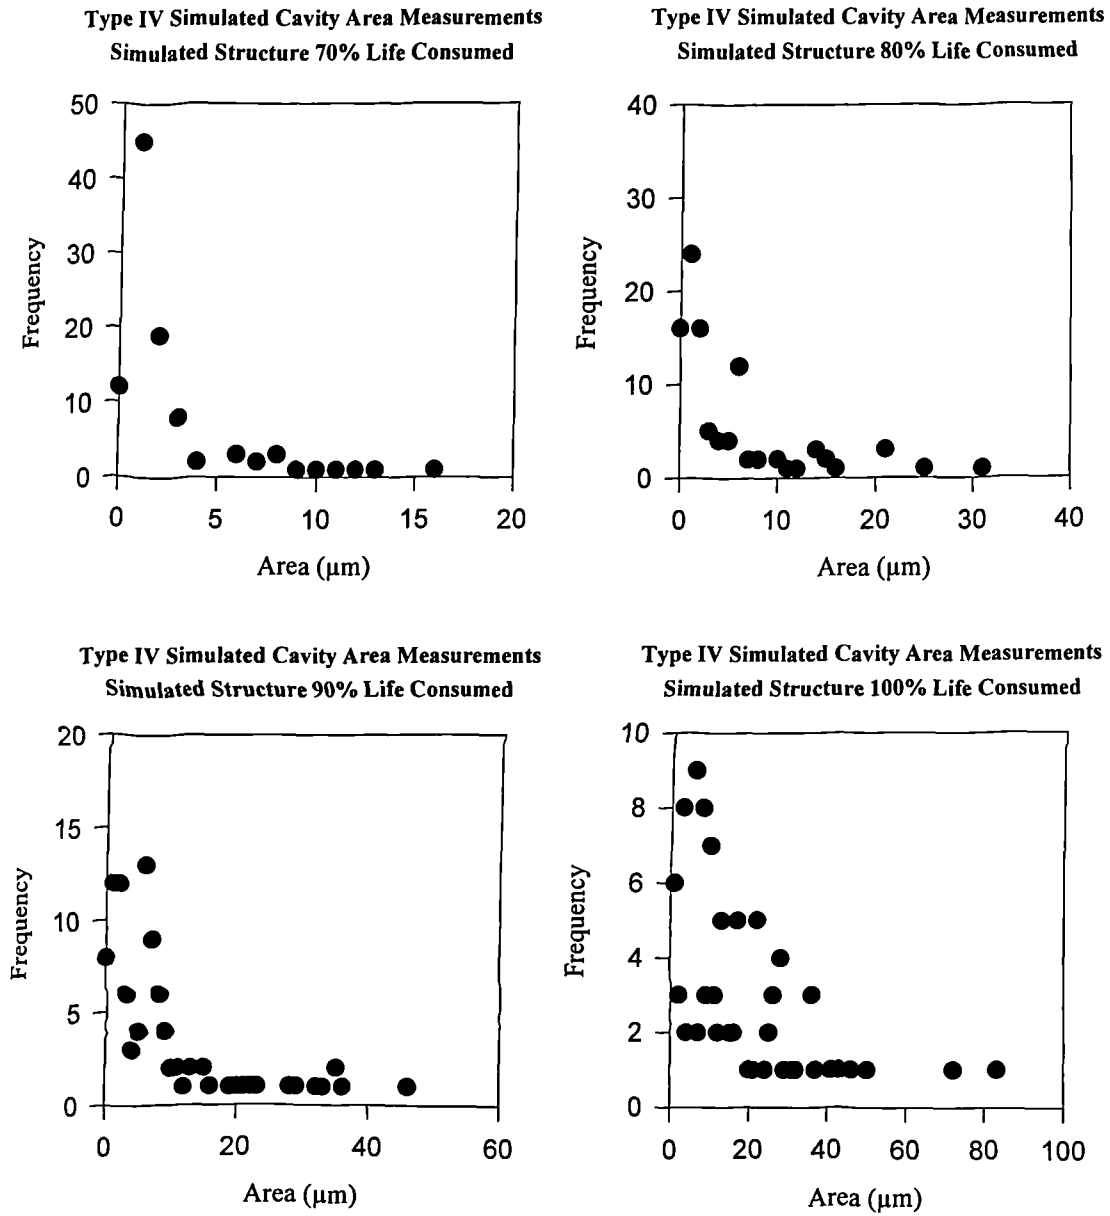 Type IV Simulated Cavity Area Measurements
Simulated Structure 70% Life Consumed
50
40
30
20
10
0
Frequency
0 5 10 15 20
Area (μm)
Type IV Simulated Cavity Area Measurements
Simulated Structure 80% Life Consumed
40
30
20
10
0
Frequency
0 10 20 30 40
Area (μm)
Type IV Simulated Cavity Area Measurements
Simulated Structure 90% Life Consumed
20
15
10
5
0
Frequency
0 20 40 60
Area (μm)
Type IV Simulated Cavity Area Measurements
Simulated Structure 100% Life Consumed
10
8
6
4
2
0
Frequency
0 20 40 60 80 100
Area (μm)